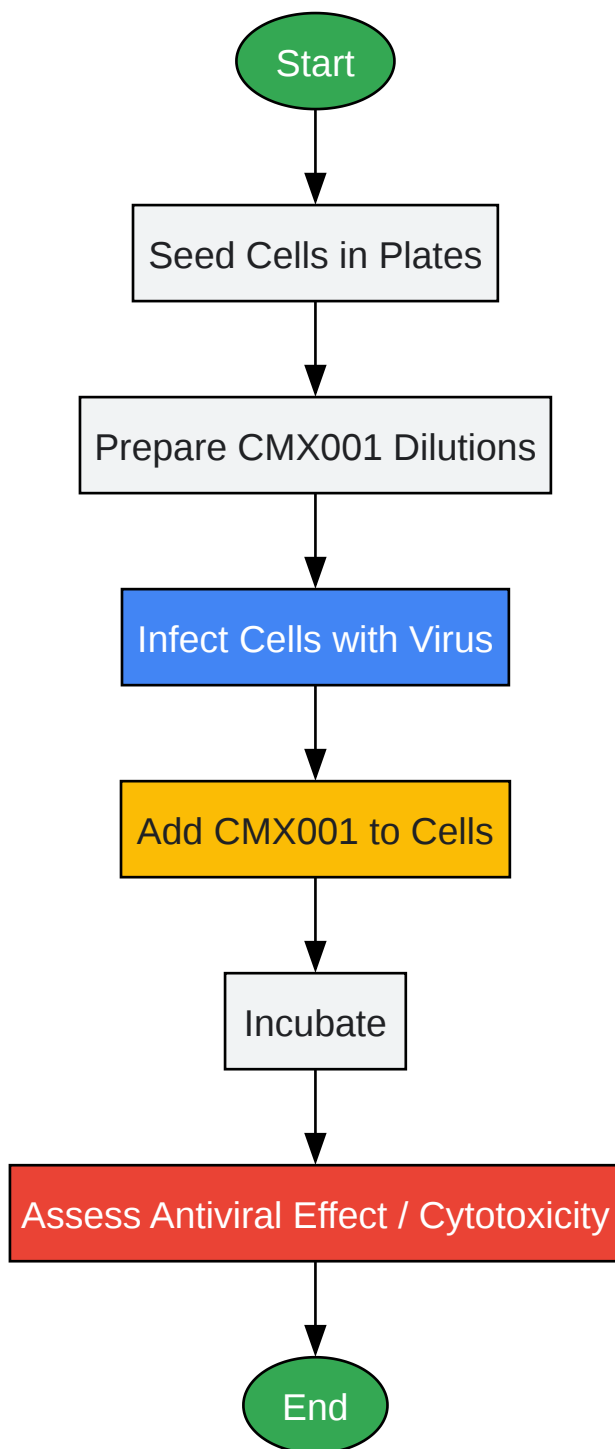 Start
Seed Cells in Plates
Prepare CMX001 Dilutions
Infect Cells with Virus
Add CMX001 to Cells
Incubate
Assess Antiviral Effect / Cytotoxicity
End